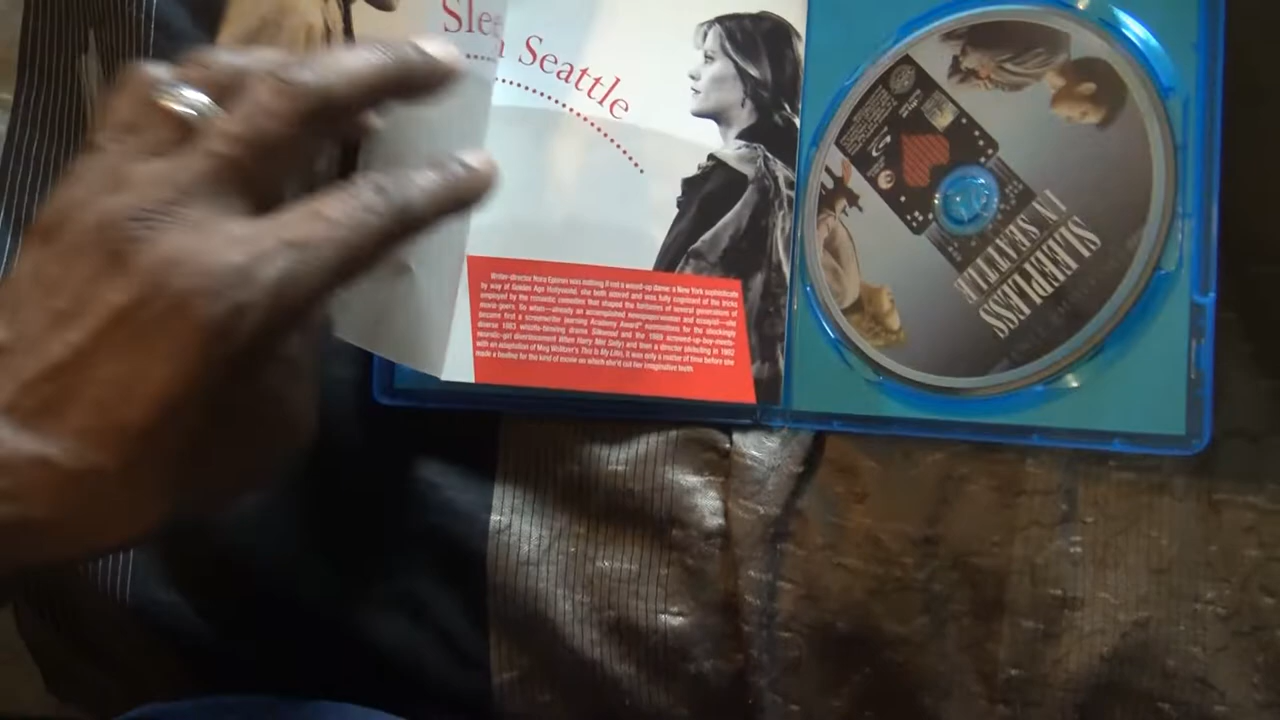 Slee
n Seattle
Writer-director Nora Ephron was nothing if not a wised-up dame: a New York sophisticate
by way of Golden Age Hollywood, she both adored and was fully cognizant of the tricks
employed by the romantic comedies that shaped the fantasies of several generations of
movie-goers. So when—already an accomplished newspaperwoman and essayist—she
became first a screenwriter (earning Academy Award® nominations for the shockingly
diverse 1983 whistle-blowing drama Silkwood and the 1989 screwed-up-boy-meets-
neurotic-girl divertissement When Harry Met Sally) and then a director (debuting in 1992
with an adaptation of Meg Wolitzer's This Is My Life), it was only a matter of time before she
made a beeline for the kind of movie on which she'd cut her imaginative teeth.
SLEEPLESS
IN SEATTLE